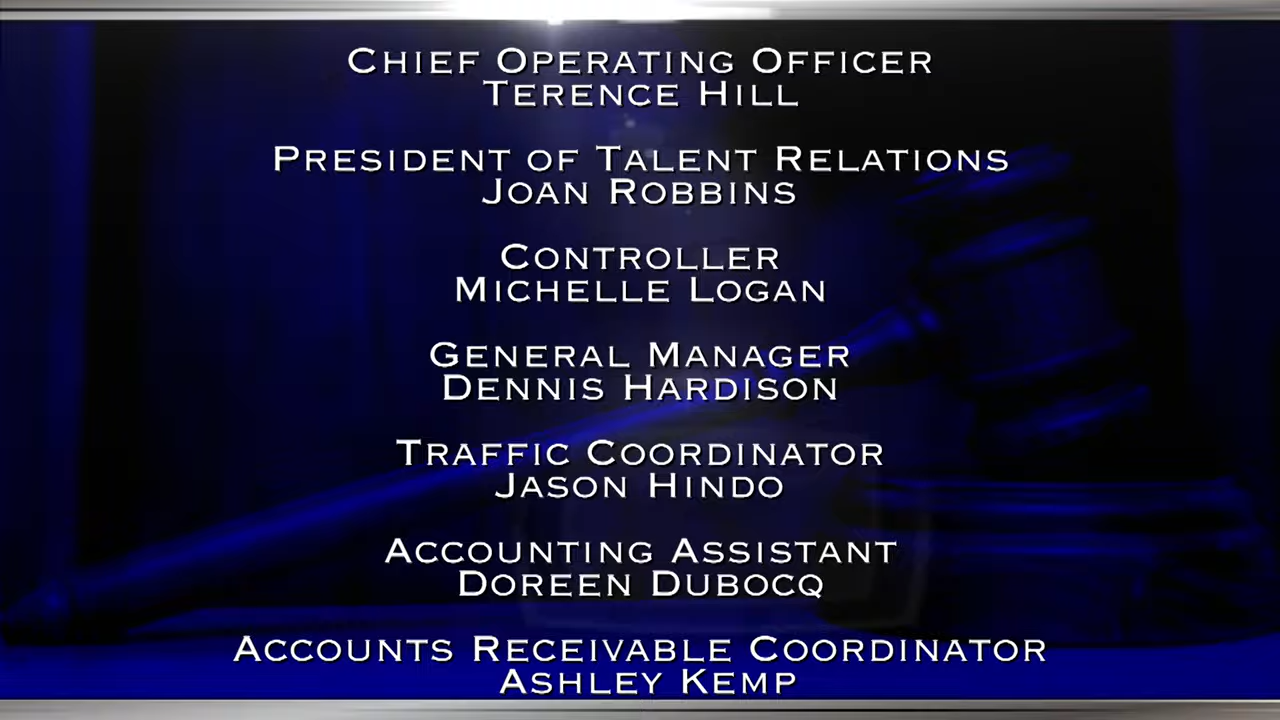 Chief Operating Officer
Terence Hill
President of Talent Relations
Joan Robbins
Controller
Michelle Logan
General Manager
Dennis Hardison
Traffic Coordinator
Jason Hindo
Accounting Assistant
Doreen Dubocq
Accounts Receivable Coordinator
Ashley Kemp